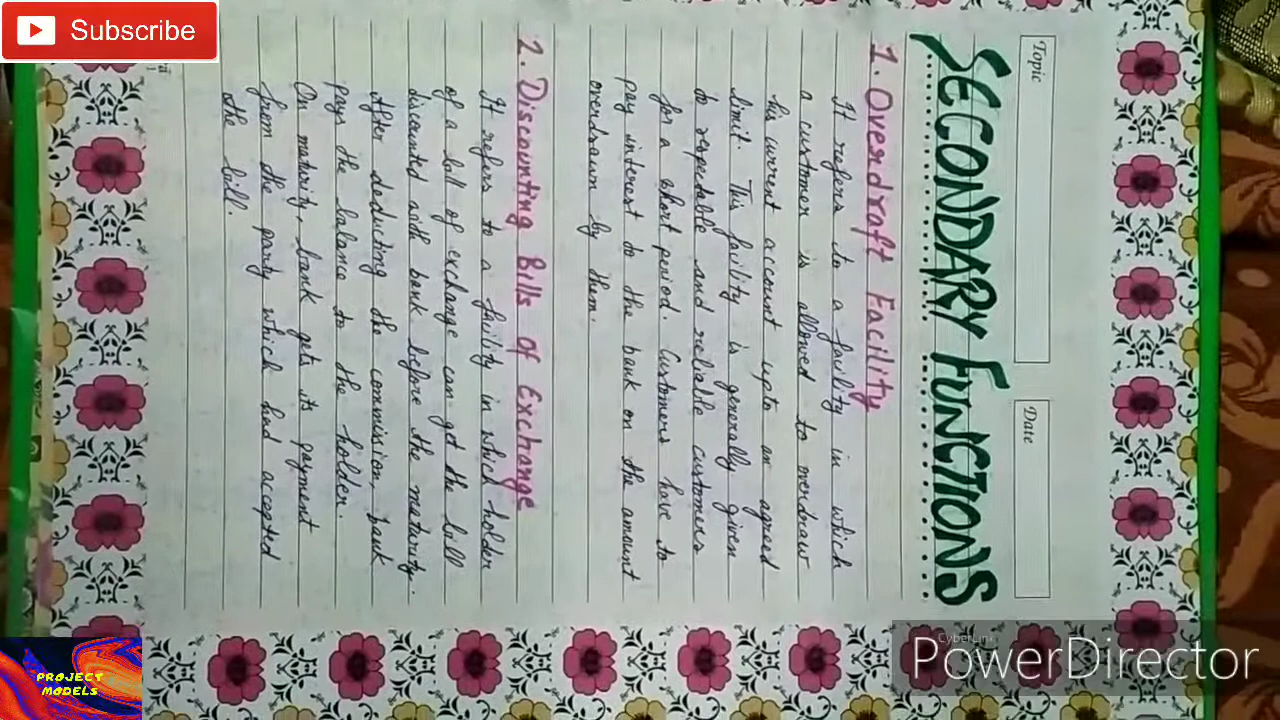 Subscribe
Topic
Date
SECONDARY FUNCTIONS
1. Overdraft Facility
It refers to a facility in which
a customer is allowed to overdraw
his current account upto an agreed
limit. This facility is generally given
to respectable and reliable customers
for a short period. Customers have to
pay interest to the bank on the amount
overdrawn by them.
2. Discounting Bills of Exchange
It refers to a facility in which holder
of a bill of exchange can get the bill
discounted with bank before the maturity.
After deducting the commission, bank
pays the balance to the holder.
On maturity, bank gets its payment
from the party which had accepted
the bill.
PROJECT
MODELS
CyberLink
PowerDirector